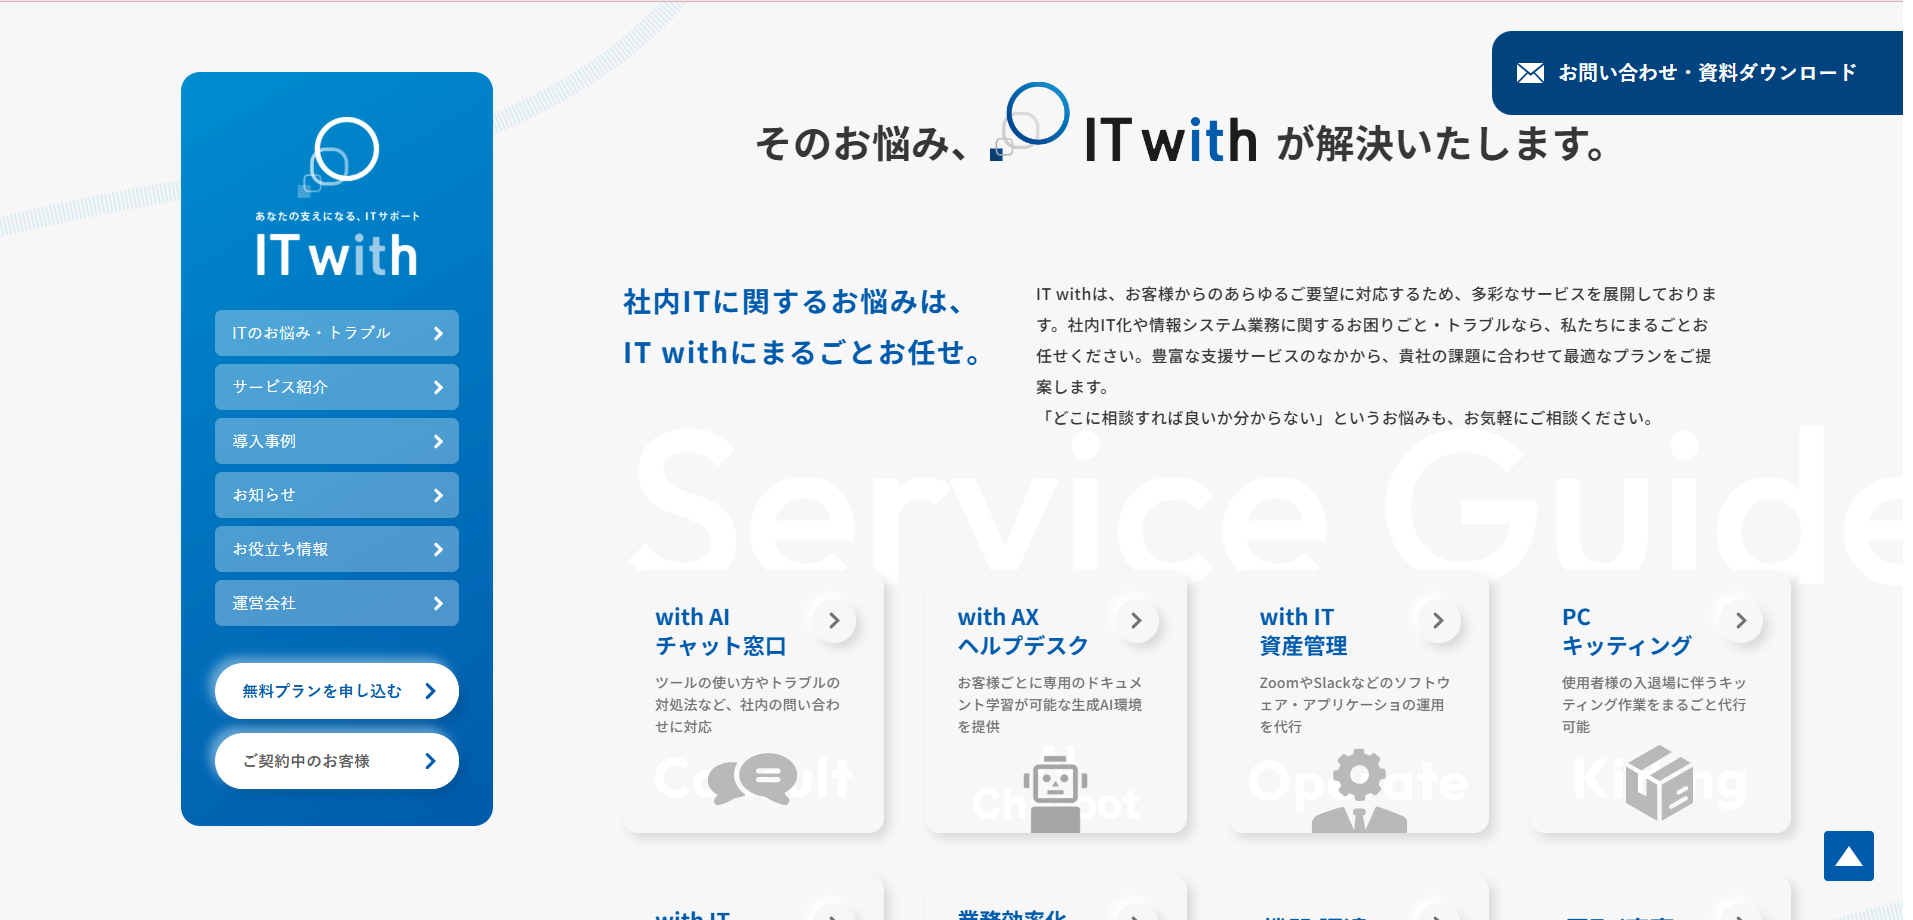 お問い合わせ・資料ダウンロード
あなたの支えになる、ITサポート
IT with
ITのお悩み・トラブル
サービス紹介
導入事例
お知らせ
お役立ち情報
運営会社
無料プランを申し込む
ご契約中のお客様
そのお悩み、IT with が解決いたします。
社内ITに関するお悩みは、
IT withにまるごとお任せ。
IT withは、お客様からのあらゆるご要望に対応するため、多彩なサービスを展開しておりま
す。社内IT化や情報システム業務に関するお困りごと・トラブルなら、私たちにまるごとお
任せください。豊富な支援サービスのなかから、貴社の課題に合わせて最適なプランをご提
案します。
「どこに相談すれば良いか分からない」というお悩みも、お気軽にご相談ください。
Service Guide
with AI
チャット窓口
ツールの使い方やトラブルの
対処法など、社内の問い合わ
せに対応
with AX
ヘルプデスク
お客様ごとに専用のドキュメ
ント学習が可能な生成AI環境
を提供
AI
with IT
資産管理
ZoomやSlackなどのソフトウ
ェア・アプリケーショの運用
を代行
PC
キッティング
使用者様の入退場に伴うキッ
ティング作業をまるごと代行
可能
with IT
業務効率化